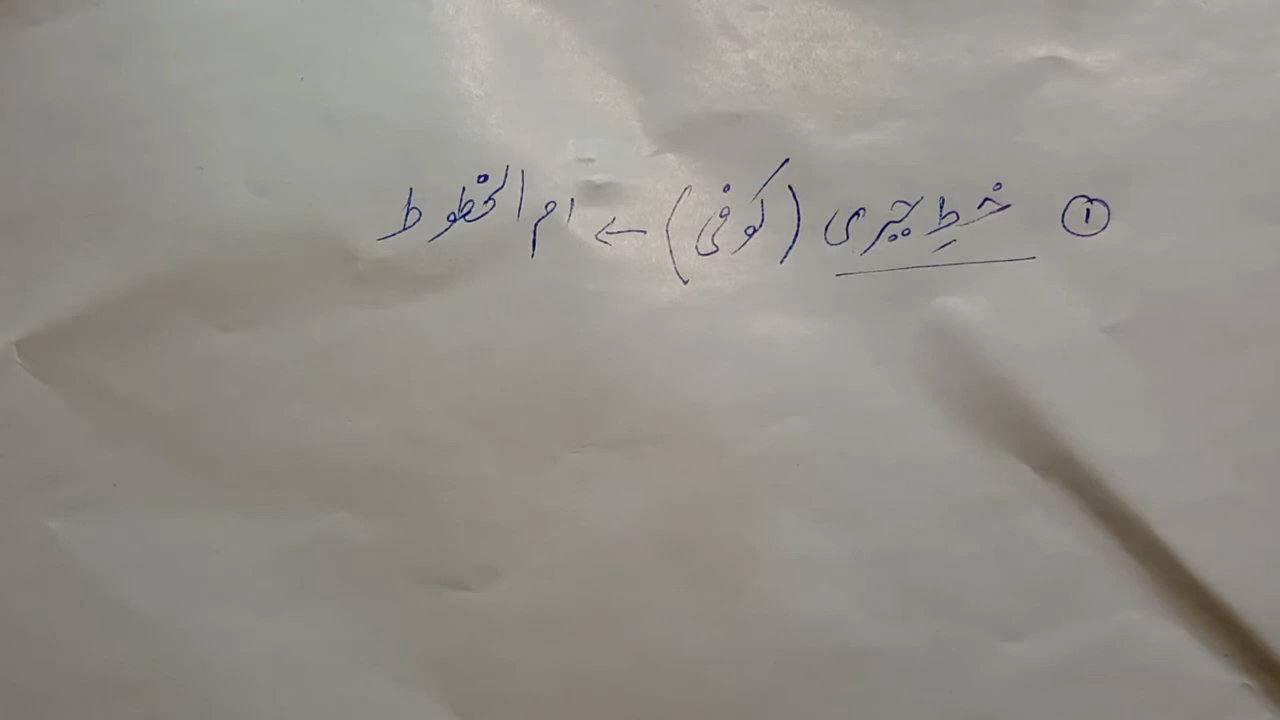 ① خطِ حیری (کوفی) ← ام الخطوط